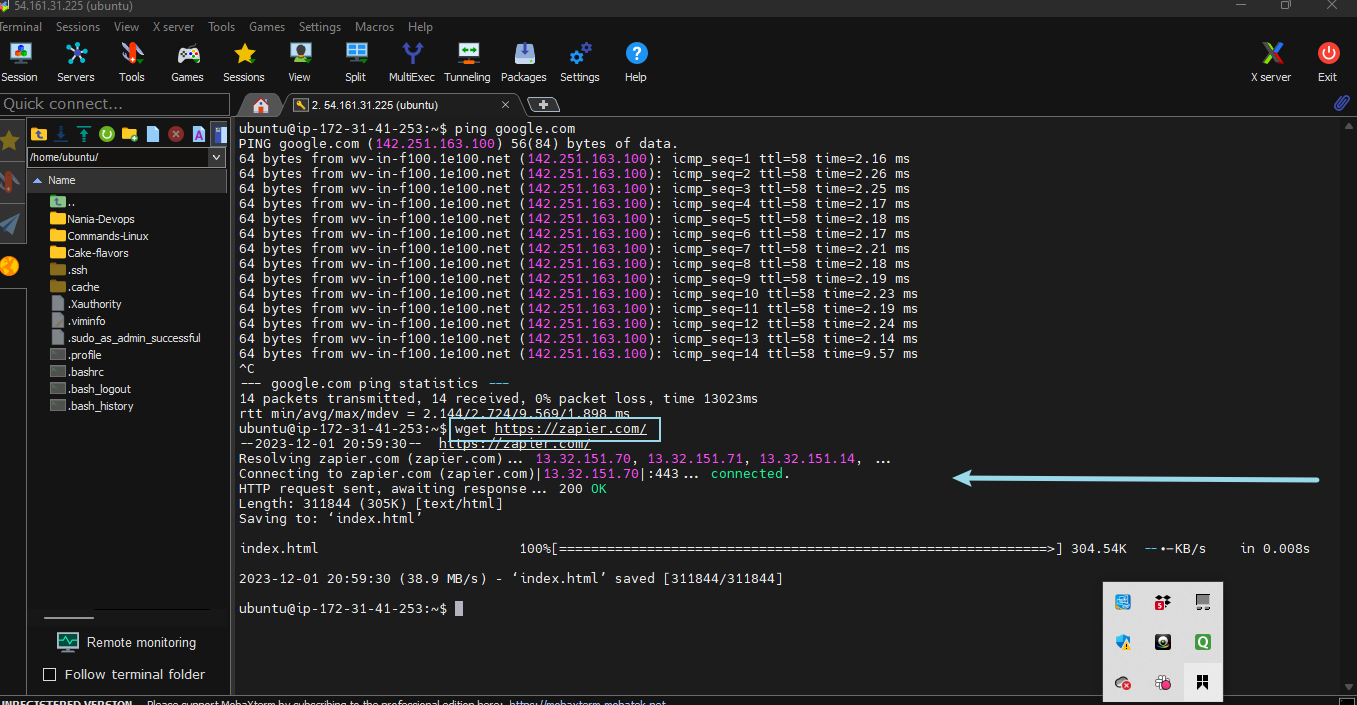 54.161.31.225 (ubuntu)
Terminal Sessions View X server Tools Games Settings Macros Help
Session Servers Tools Games Sessions View Split MultiExec Tunneling Packages Settings Help X server Exit
Quick connect...
2. 54.161.31.225 (ubuntu)
/home/ubuntu/
Name
..
Nania-Devops
Commands-Linux
Cake-flavors
.ssh
.cache
.Xauthority
.viminfo
.sudo_as_admin_successful
.profile
.bashrc
.bash_logout
.bash_history
Remote monitoring
Follow terminal folder
ubuntu@ip-172-31-41-253:~$ ping google.com
PING google.com (142.251.163.100) 56(84) bytes of data.
64 bytes from wv-in-f100.1e100.net (142.251.163.100): icmp_seq=1 ttl=58 time=2.16 ms
64 bytes from wv-in-f100.1e100.net (142.251.163.100): icmp_seq=2 ttl=58 time=2.26 ms
64 bytes from wv-in-f100.1e100.net (142.251.163.100): icmp_seq=3 ttl=58 time=2.25 ms
64 bytes from wv-in-f100.1e100.net (142.251.163.100): icmp_seq=4 ttl=58 time=2.17 ms
64 bytes from wv-in-f100.1e100.net (142.251.163.100): icmp_seq=5 ttl=58 time=2.18 ms
64 bytes from wv-in-f100.1e100.net (142.251.163.100): icmp_seq=6 ttl=58 time=2.17 ms
64 bytes from wv-in-f100.1e100.net (142.251.163.100): icmp_seq=7 ttl=58 time=2.21 ms
64 bytes from wv-in-f100.1e100.net (142.251.163.100): icmp_seq=8 ttl=58 time=2.18 ms
64 bytes from wv-in-f100.1e100.net (142.251.163.100): icmp_seq=9 ttl=58 time=2.19 ms
64 bytes from wv-in-f100.1e100.net (142.251.163.100): icmp_seq=10 ttl=58 time=2.23 ms
64 bytes from wv-in-f100.1e100.net (142.251.163.100): icmp_seq=11 ttl=58 time=2.19 ms
64 bytes from wv-in-f100.1e100.net (142.251.163.100): icmp_seq=12 ttl=58 time=2.24 ms
64 bytes from wv-in-f100.1e100.net (142.251.163.100): icmp_seq=13 ttl=58 time=2.14 ms
64 bytes from wv-in-f100.1e100.net (142.251.163.100): icmp_seq=14 ttl=58 time=9.57 ms
^C
--- google.com ping statistics ---
14 packets transmitted, 14 received, 0% packet loss, time 13023ms
rtt min/avg/max/mdev = 2.144/2.724/9.569/1.898 ms
ubuntu@ip-172-31-41-253:~$ wget https://zapier.com/
--2023-12-01 20:59:30-- https://zapier.com/
Resolving zapier.com (zapier.com)... 13.32.151.70, 13.32.151.71, 13.32.151.14, ...
Connecting to zapier.com (zapier.com)|13.32.151.70|:443... connected.
HTTP request sent, awaiting response... 200 OK
Length: 311844 (305K) [text/html]
Saving to: ‘index.html’
index.html 100%[=============================================================>] 304.54K --.-KB/s in 0.008s
2023-12-01 20:59:30 (38.9 MB/s) - ‘index.html’ saved [311844/311844]
ubuntu@ip-172-31-41-253:~$
UNREGISTERED VERSION - Please support MobaXterm by subscribing to the professional edition here: https://mobaxterm.mobatek.net